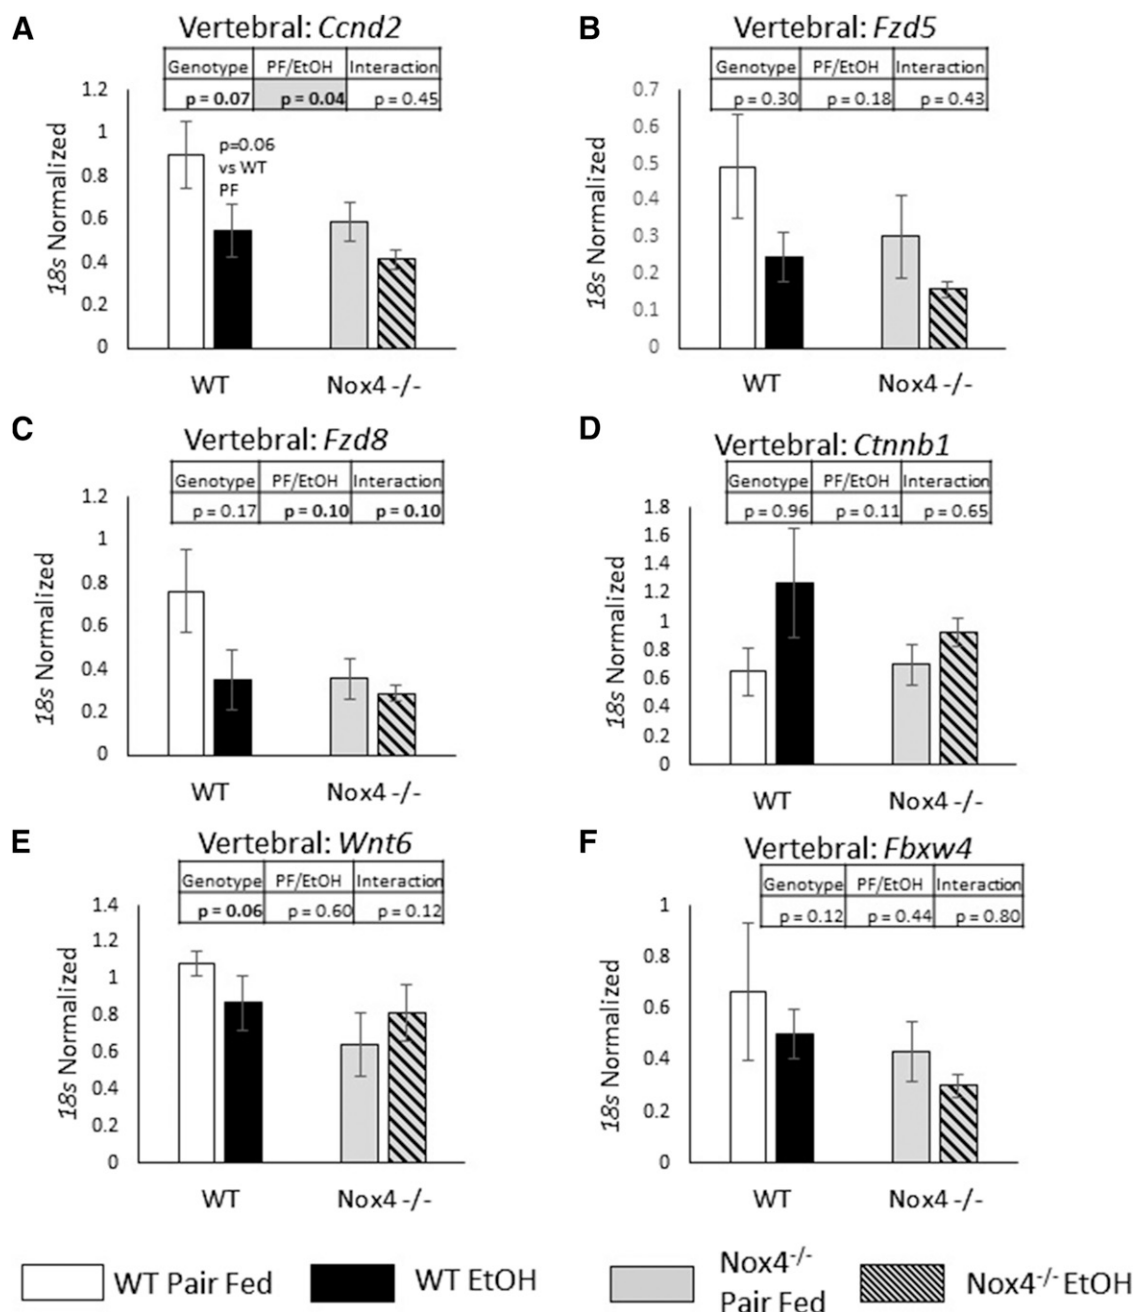 A
Vertebral: Ccnd2
Genotype PF/EtOH Interaction
p = 0.07 p = 0.04 p = 0.45
1.2
1
0.8
0.6
0.4
0.2
0
18s Normalized
p=0.06
vs WT
PF
WT Nox4 -/-
B
Vertebral: Fzd5
Genotype PF/EtOH Interaction
p = 0.30 p = 0.18 p = 0.43
0.7
0.6
0.5
0.4
0.3
0.2
0.1
0
18s Normalized
WT Nox4 -/-
C
Vertebral: Fzd8
Genotype PF/EtOH Interaction
p = 0.17 p = 0.10 p = 0.10
1.2
1
0.8
0.6
0.4
0.2
0
18s Normalized
WT Nox4 -/-
D
Vertebral: Ctnnb1
Genotype PF/EtOH Interaction
p = 0.96 p = 0.11 p = 0.65
1.8
1.6
1.4
1.2
1
0.8
0.6
0.4
0.2
0
18s Normalized
WT Nox4 -/-
E
Vertebral: Wnt6
Genotype PF/EtOH Interaction
p = 0.06 p = 0.60 p = 0.12
1.4
1.2
1
0.8
0.6
0.4
0.2
0
18s Normalized
WT Nox4 -/-
F
Vertebral: Fbxw4
Genotype PF/EtOH Interaction
p = 0.12 p = 0.44 p = 0.80
1
0.8
0.6
0.4
0.2
0
18s Normalized
WT Nox4 -/-
WT Pair Fed
WT EtOH
Nox4-/-
Pair Fed
Nox4-/- EtOH